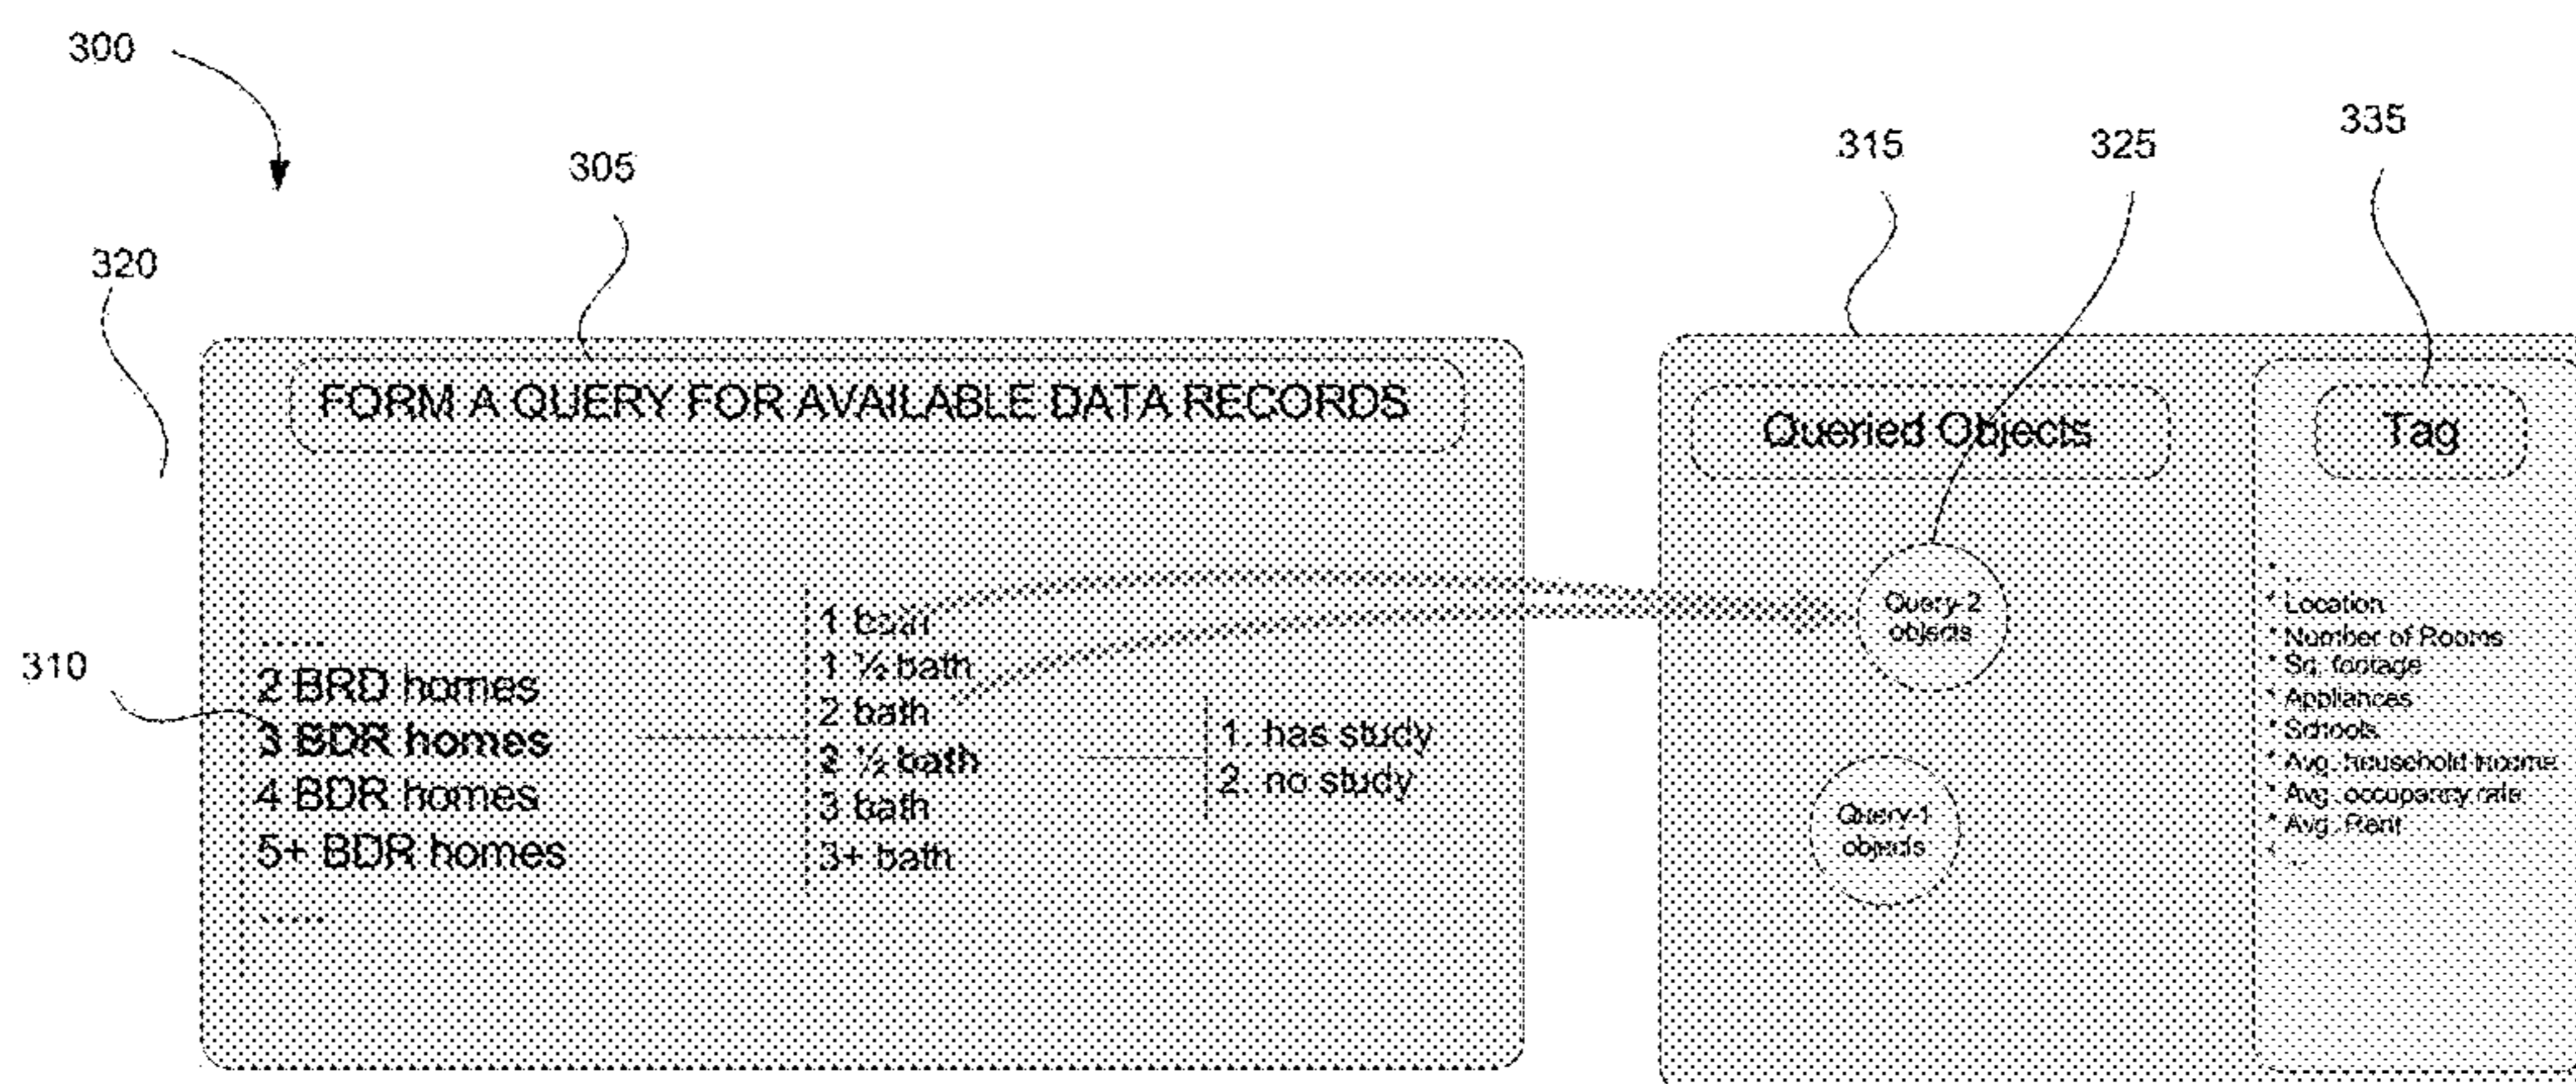 300
305
315
325
335
320
FORM A QUERY FOR AVAILABLE DATA RECORDS
Queried Objects
Tag
310
.....
2 BRD homes
3 BDR homes
4 BDR homes
5+ BDR homes
.....
1 bath
1 ½ bath
2 bath
2 ½ bath
3 bath
3+ bath
1. has study
2. no study
Query-2
objects
Query-1
objects
* ...
* Location
* Number of Rooms
* Sq. footage
* Appliances
* Schools
* Avg. household income
* Avg. occupancy rate
* Avg. Rent